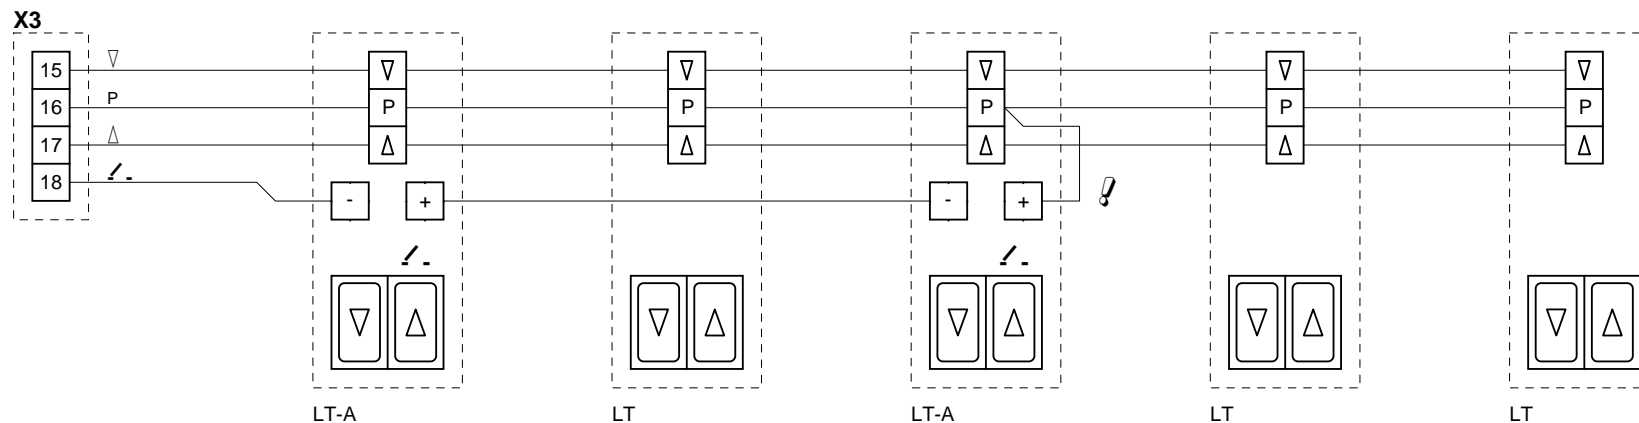 X3
15
16 P P P P P P
17
18
- + - +
LT-A LT LT-A LT LT